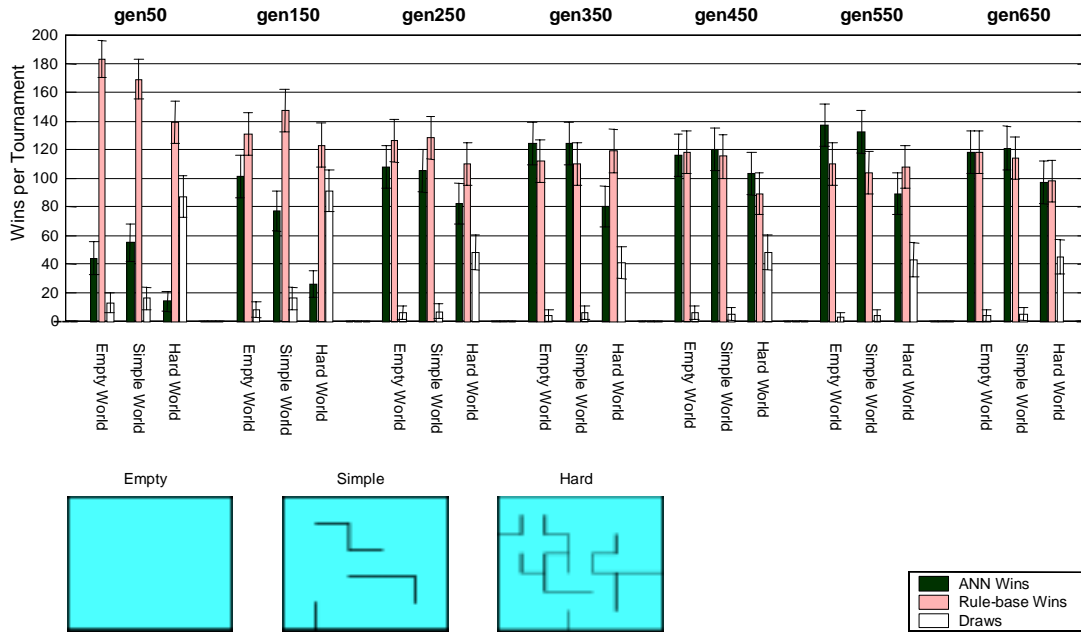 gen50 gen150 gen250 gen350 gen450 gen550 gen650
Wins per Tournament
200
180
160
140
120
100
80
60
40
20
0
Empty World Simple World Hard World Empty World Simple World Hard World Empty World Simple World Hard World Empty World Simple World Hard World Empty World Simple World Hard World Empty World Simple World Hard World Empty World Simple World Hard World
Empty Simple Hard
ANN Wins
Rule-base Wins
Draws